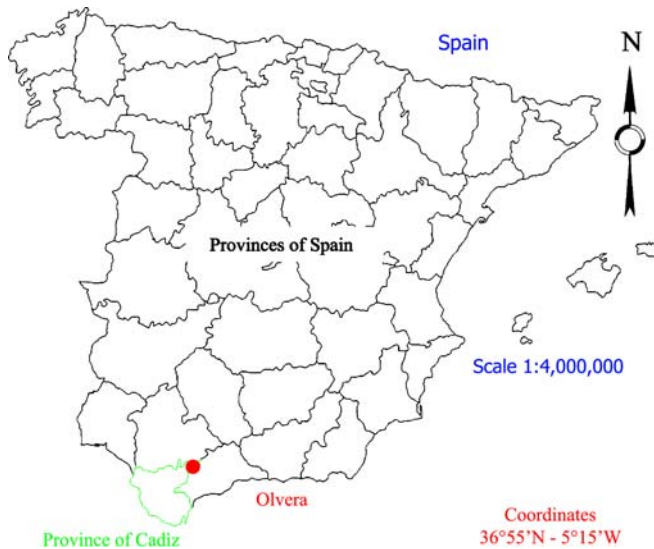 Spain
N
Provinces of Spain
Scale 1:4,000,000
Olvera
Province of Cadiz
Coordinates
36°55'N - 5°15'W